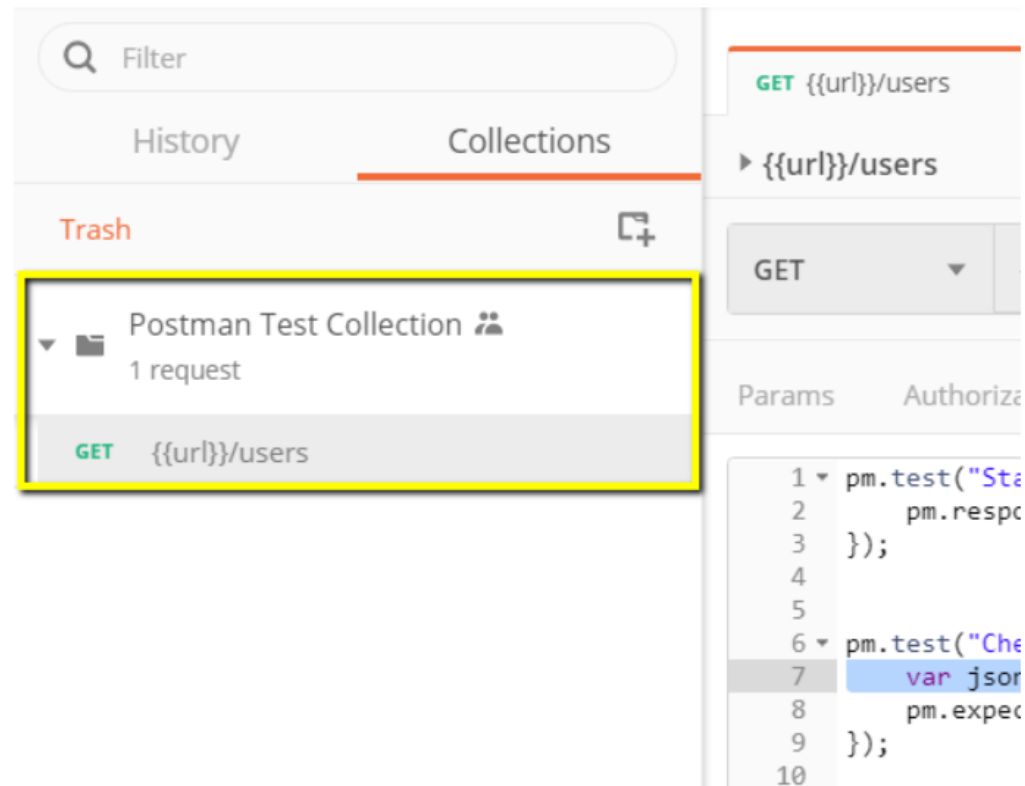 Filter
History Collections
Trash
Postman Test Collection
1 request
GET {{url}}/users
GET {{url}}/users
{{url}}/users
GET
Params
1 pm.test("Sta
2 pm.respo
3 });
4
5
6 pm.test("Che
7 var json
8 pm.expec
9 });
10